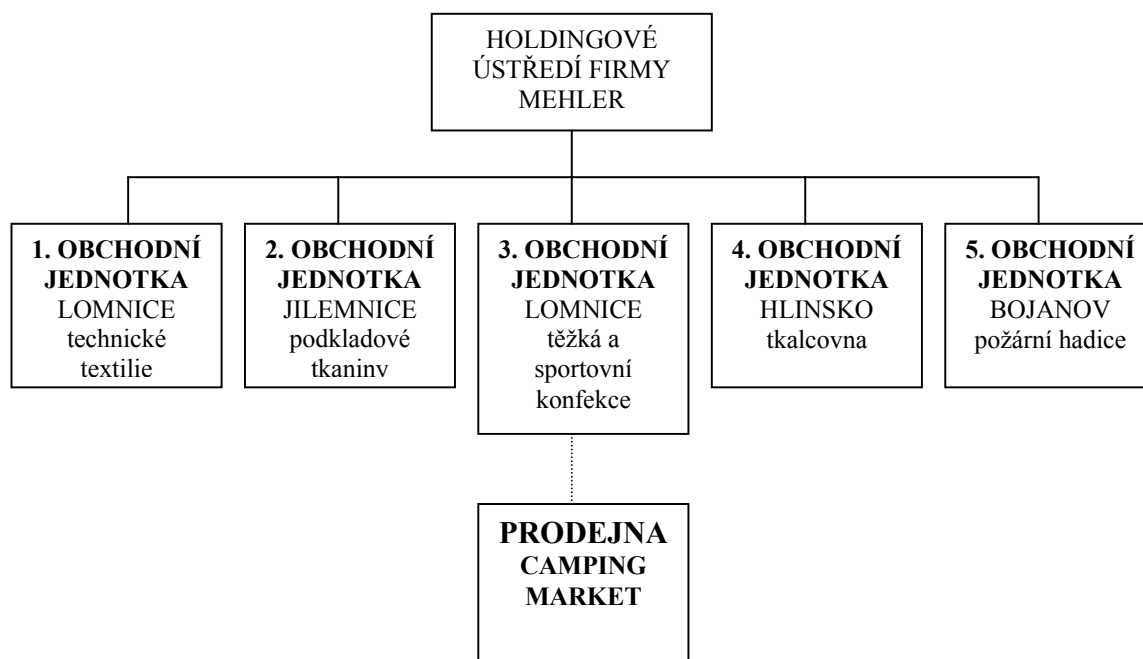 HOLDINGOVÉ
ÚSTŘEDÍ FIRMY
MEHLER
1. OBCHODNÍ
JEDNOTKA
LOMNICE
technické
textilie
2. OBCHODNÍ
JEDNOTKA
JILEMNICE
podkladové
tkaninv
3. OBCHODNÍ
JEDNOTKA
LOMNICE
těžká a
sportovní
konfekce
4. OBCHODNÍ
JEDNOTKA
HLINSKO
tkalcovna
5. OBCHODNÍ
JEDNOTKA
BOJANOV
požární hadice
PRODEJNA
CAMPING
MARKET